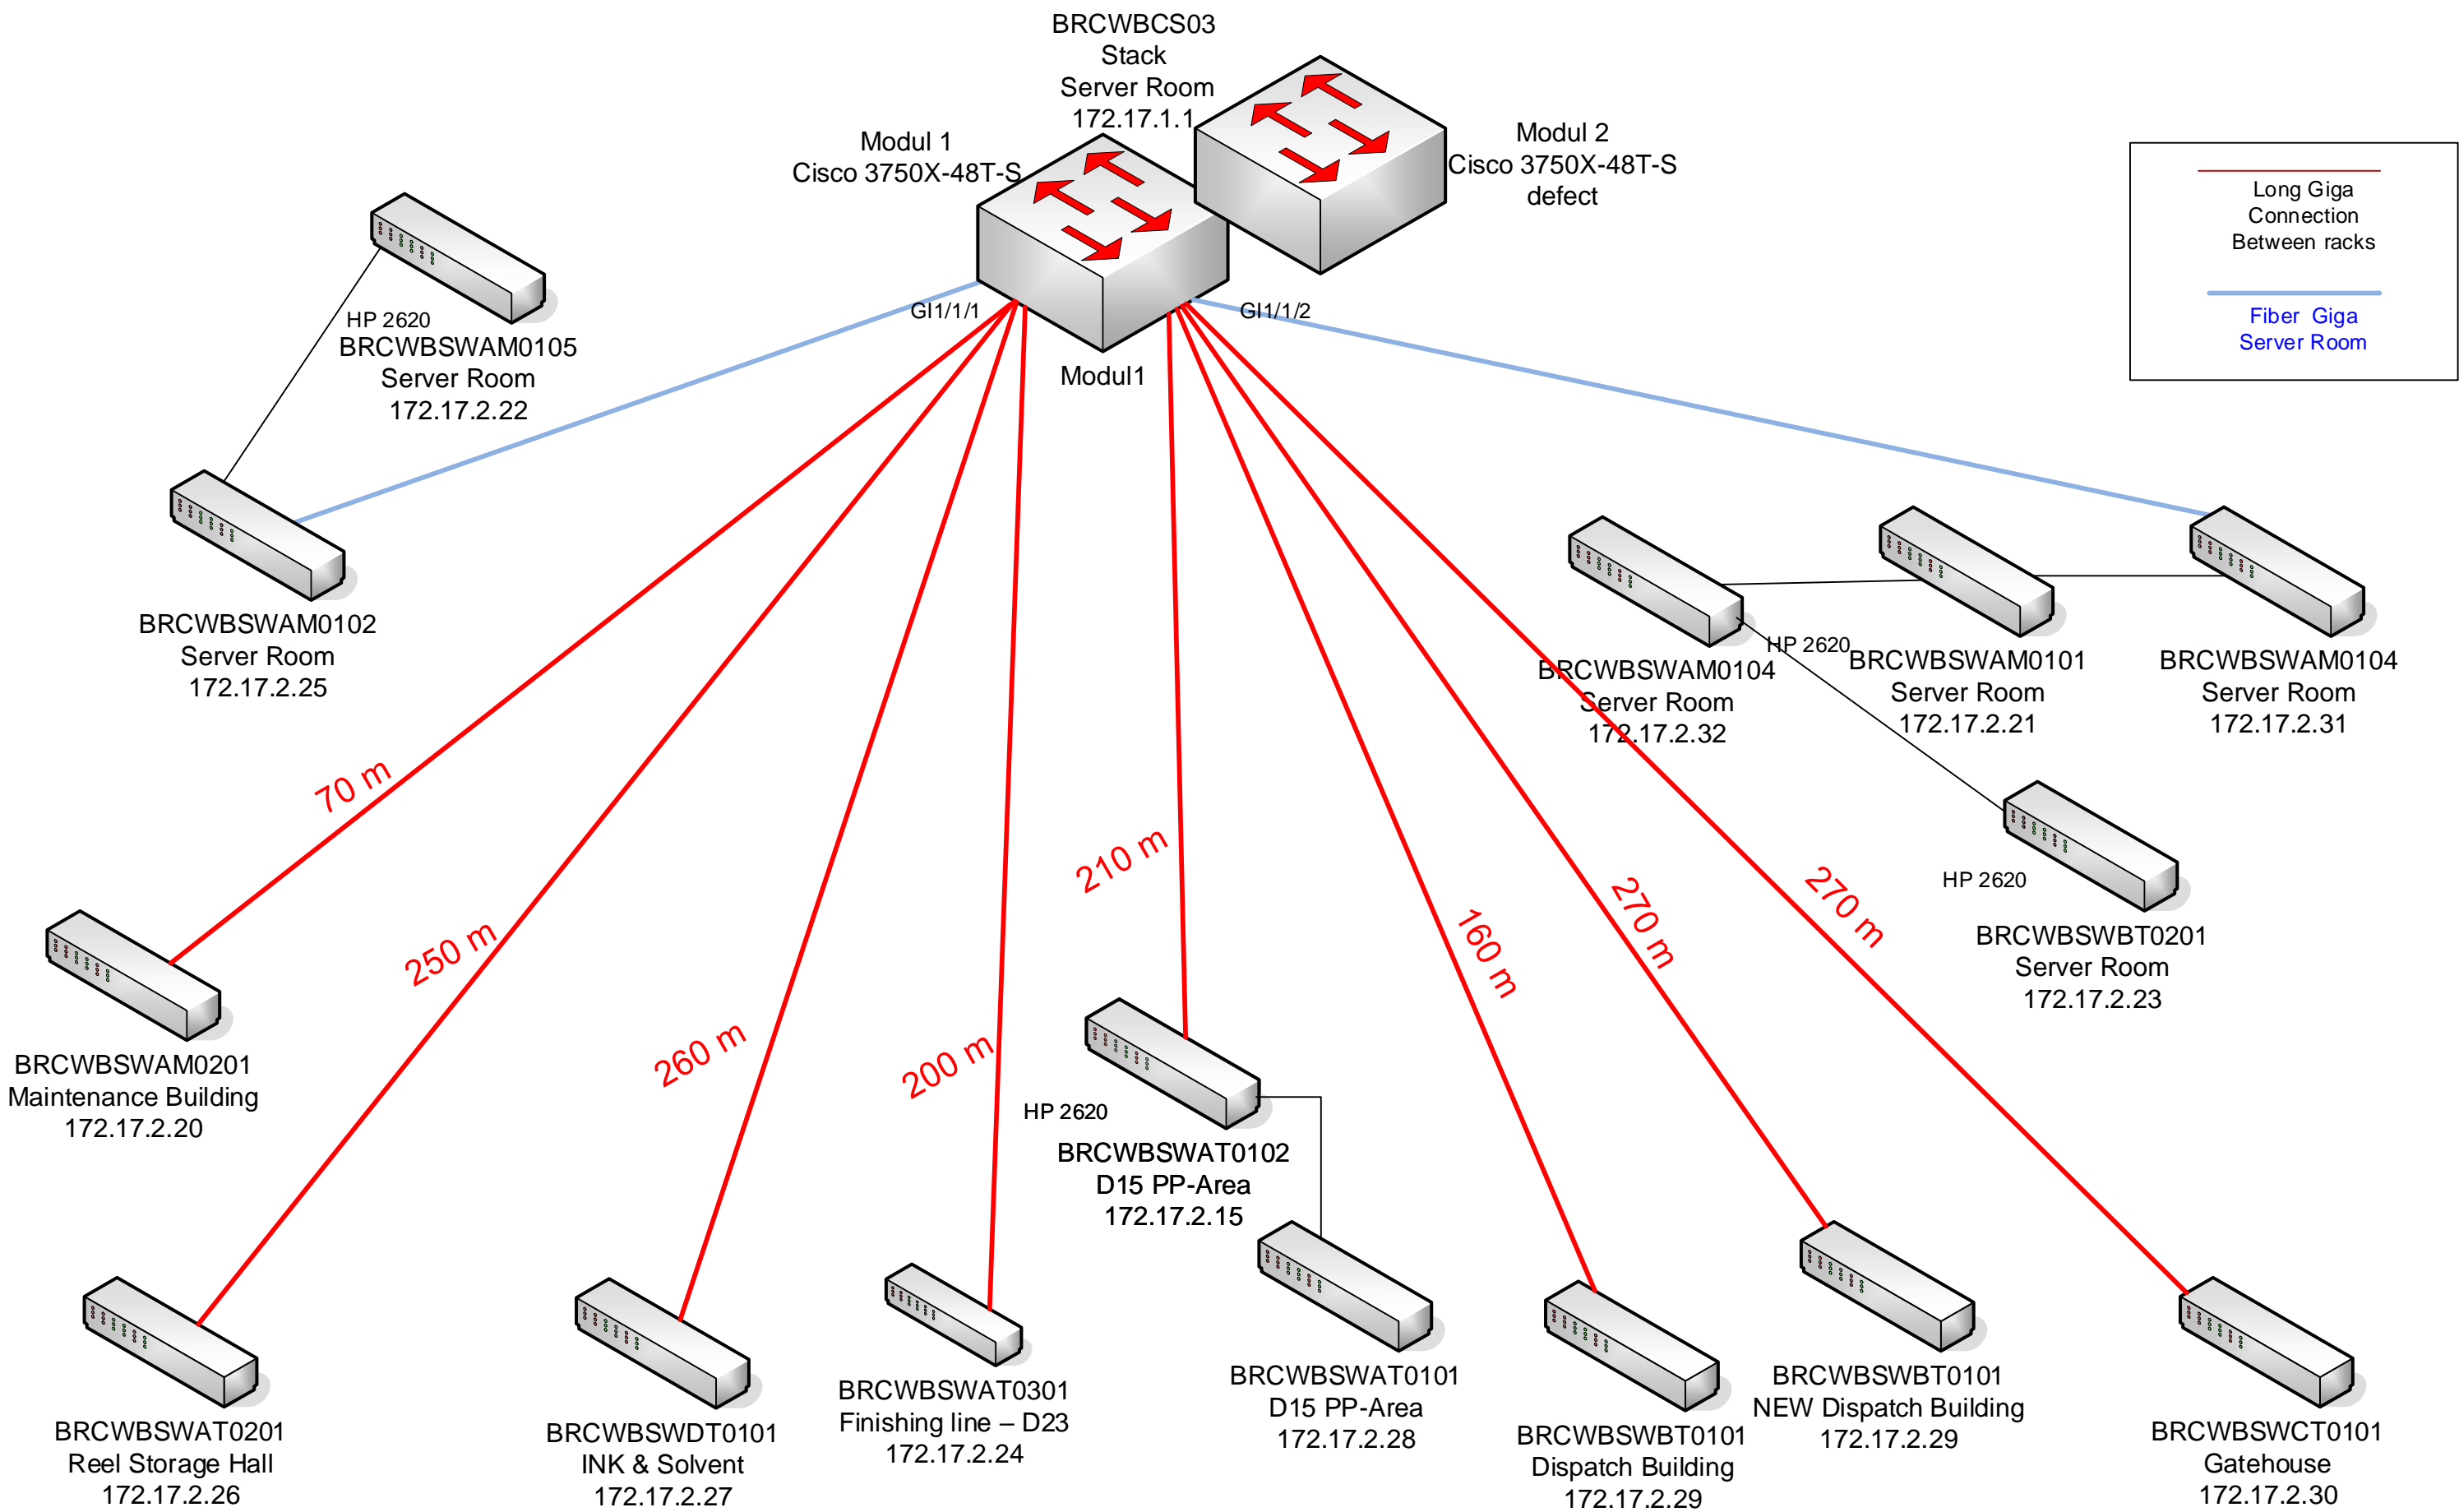 BRCWBCS03
Stack
Server Room
172.17.1.1
Modul 1
Cisco 3750X-48T-S
Modul 2
Cisco 3750X-48T-S
defect
Long Giga
Connection
Between racks
Fiber Giga
Server Room
GI1/1/1
GI1/1/2
Modul1
HP 2620
BRCWBSWAM0105
Server Room
172.17.2.22
BRCWBSWAM0102
Server Room
172.17.2.25
HP 2620
BRCWBSWAM0104
Server Room
172.17.2.32
BRCWBSWAM0101
Server Room
172.17.2.21
BRCWBSWAM0104
Server Room
172.17.2.31
HP 2620
BRCWBSWBT0201
Server Room
172.17.2.23
70 m
250 m
260 m
200 m
210 m
160 m
270 m
270 m
BRCWBSWAM0201
Maintenance Building
172.17.2.20
HP 2620
BRCWBSWAT0102
D15 PP-Area
172.17.2.15
BRCWBSWAT0201
Reel Storage Hall
172.17.2.26
BRCWBSWDT0101
INK & Solvent
172.17.2.27
BRCWBSWAT0301
Finishing line – D23
172.17.2.24
BRCWBSWAT0101
D15 PP-Area
172.17.2.28
BRCWBSWBT0101
Dispatch Building
172.17.2.29
BRCWBSWBT0101
NEW Dispatch Building
172.17.2.29
BRCWBSWCT0101
Gatehouse
172.17.2.30